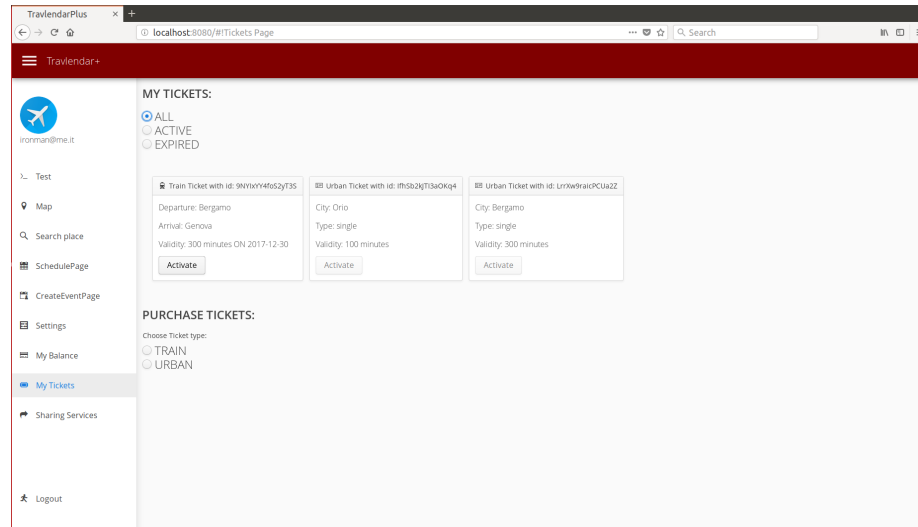 TravlendarPlus × +
localhost:8080/#!Tickets Page
Search
Travlendar+
ironman@me.it
Test
Map
Search place
SchedulePage
CreateEventPage
Settings
My Balance
My Tickets
Sharing Services
Logout
MY TICKETS:
ALL
ACTIVE
EXPIRED
Train Ticket with id: 9NYIxYY4foS2yT3S
Departure: Bergamo
Arrival: Genova
Validity: 300 minutes ON 2017-12-30
Activate
Urban Ticket with id: IfhSb2kJTi3aOKq4
City: Orio
Type: single
Validity: 100 minutes
Activate
Urban Ticket with id: LrrXw9raicPCUa2Z
City: Bergamo
Type: single
Validity: 300 minutes
Activate
PURCHASE TICKETS:
Choose Ticket type:
TRAIN
URBAN